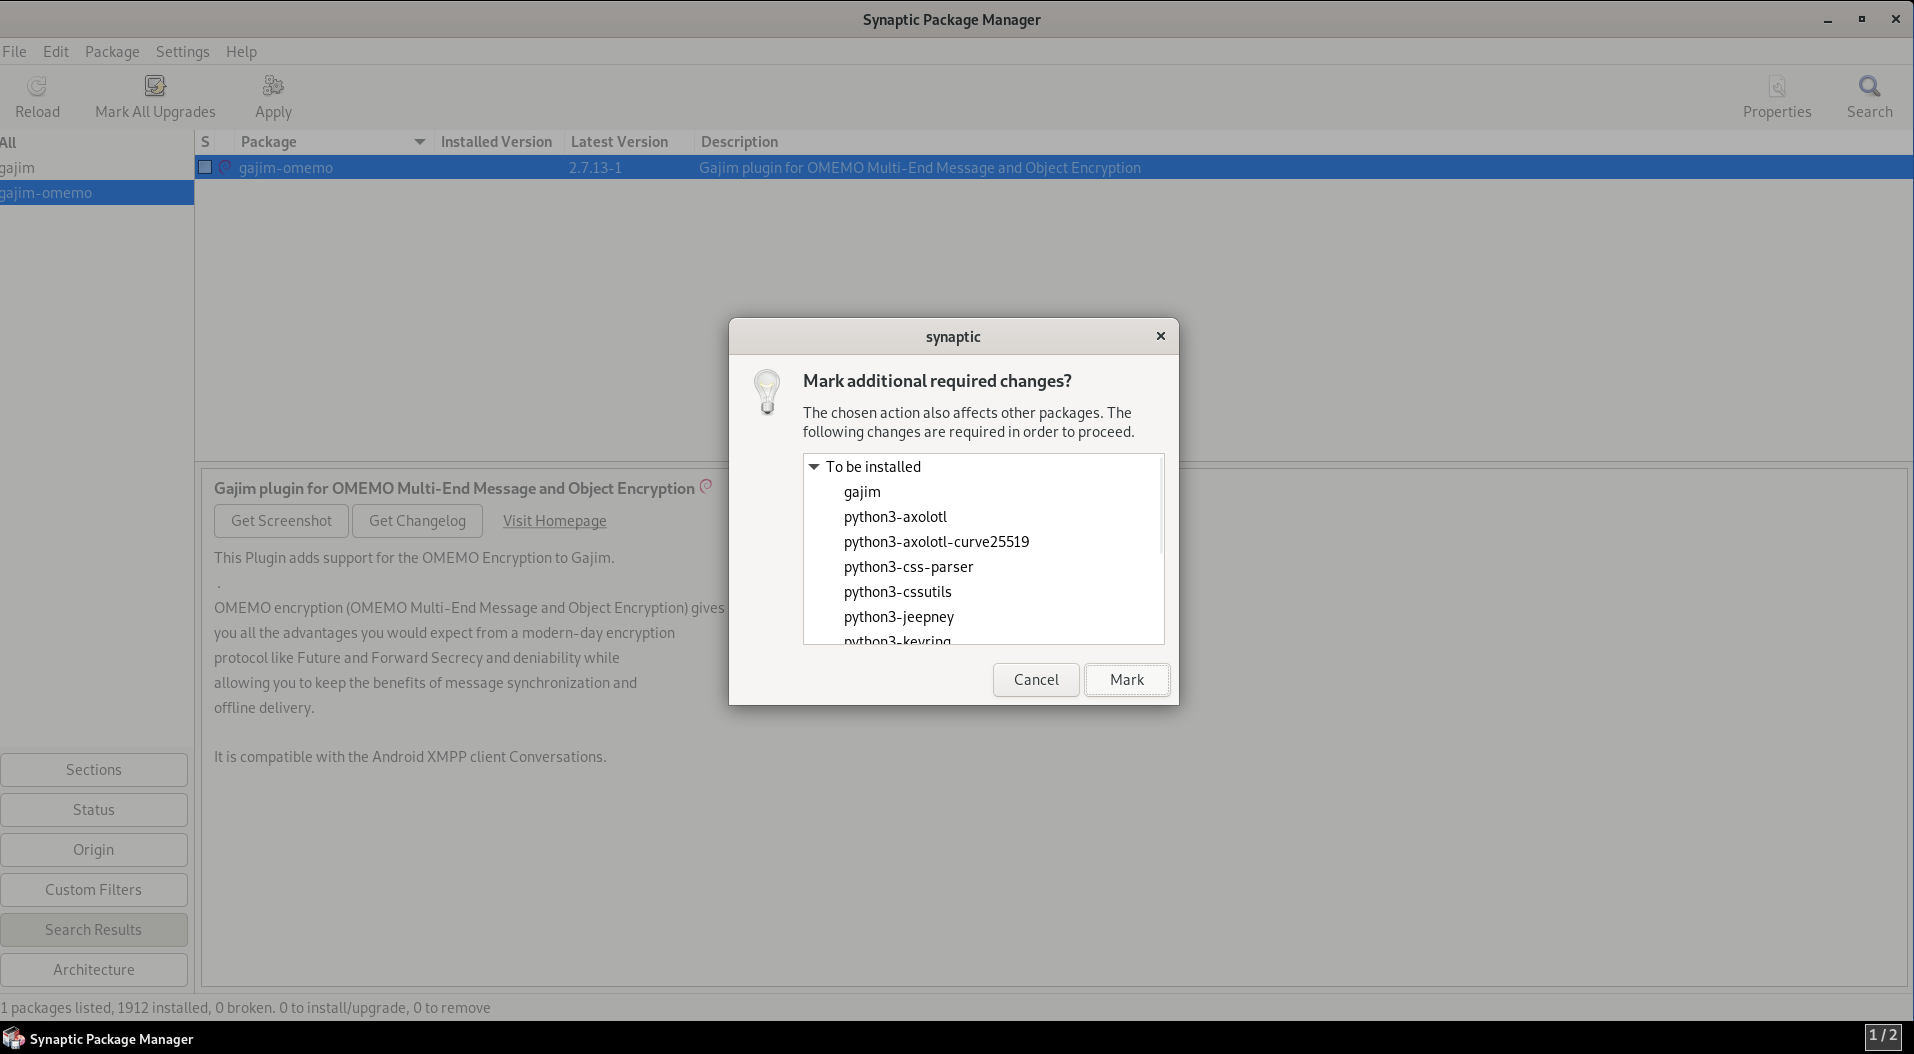 Synaptic Package Manager
File Edit Package Settings Help
Reload Mark All Upgrades Apply Properties Search
All
gajim
gajim-omemo
S Package Installed Version Latest Version Description
gajim-omemo 2.7.13-1 Gajim plugin for OMEMO Multi-End Message and Object Encryption
synaptic
Mark additional required changes?
The chosen action also affects other packages. The
following changes are required in order to proceed.
To be installed
gajim
python3-axolotl
python3-axolotl-curve25519
python3-css-parser
python3-cssutils
python3-jeepney
python3-keyring
Cancel Mark
Gajim plugin for OMEMO Multi-End Message and Object Encryption
Get Screenshot Get Changelog Visit Homepage
This Plugin adds support for the OMEMO Encryption to Gajim.
.
OMEMO encryption (OMEMO Multi-End Message and Object Encryption) gives
you all the advantages you would expect from a modern-day encryption
protocol like Future and Forward Secrecy and deniability while
allowing you to keep the benefits of message synchronization and
offline delivery.
It is compatible with the Android XMPP client Conversations.
Sections
Status
Origin
Custom Filters
Search Results
Architecture
1 packages listed, 1912 installed, 0 broken. 0 to install/upgrade, 0 to remove
Synaptic Package Manager 1 / 2